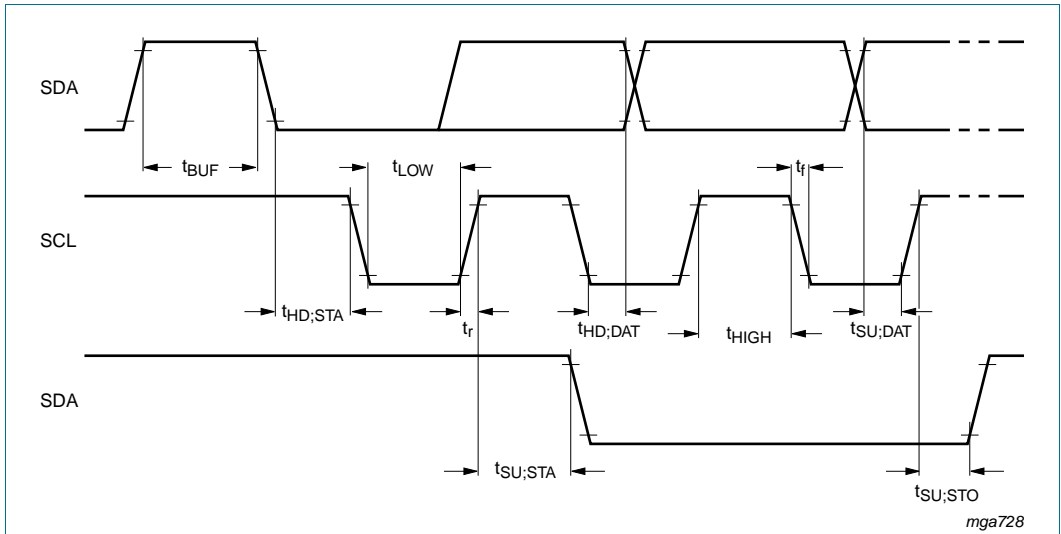 SDA
tBUF
tLOW
tf
SCL
tHD;STA
tr
tHD;DAT
tHIGH
tSU;DAT
SDA
tSU;STA
tSU;STO
mga728